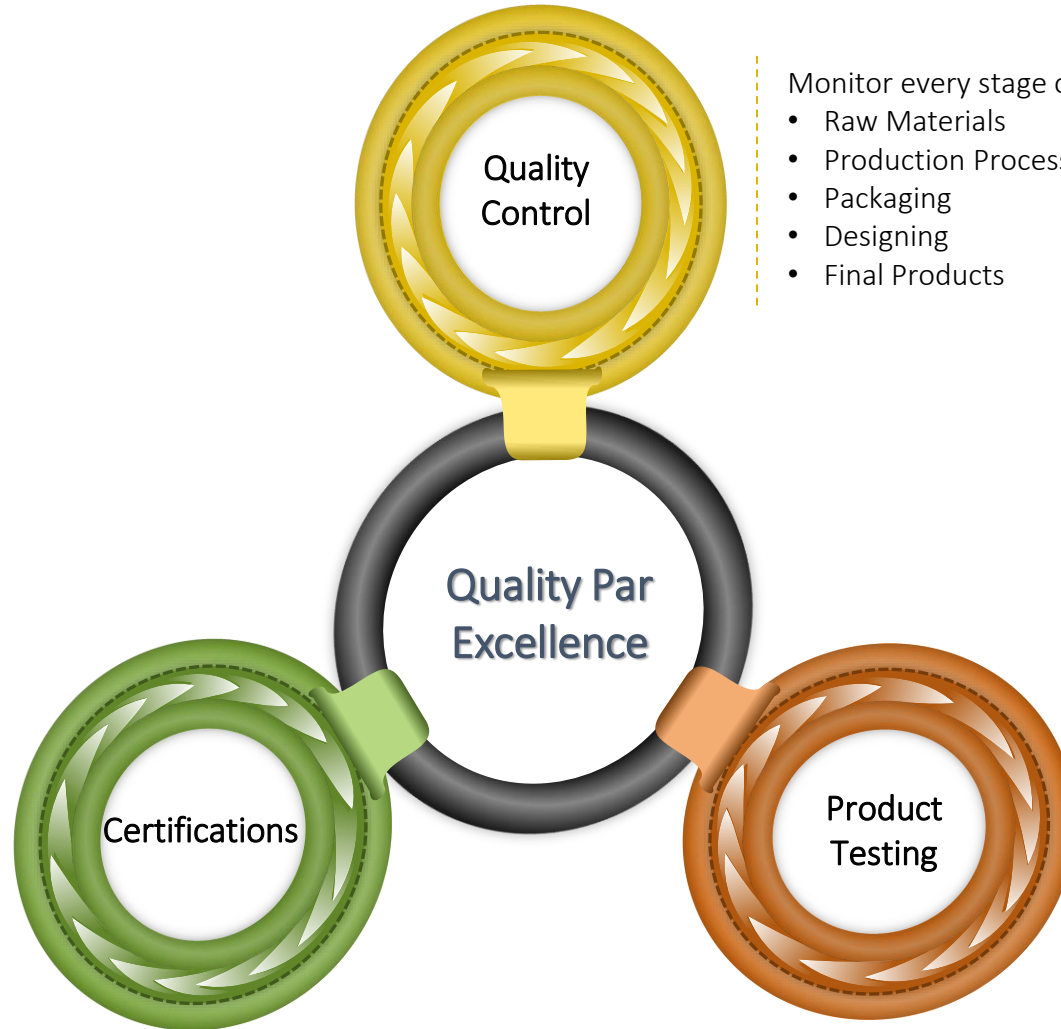 Quality
Control
Monitor every stage
• Raw Materials
• Production Process
• Packaging
• Designing
• Final Products
Quality Par
Excellence
Certifications
Product
Testing